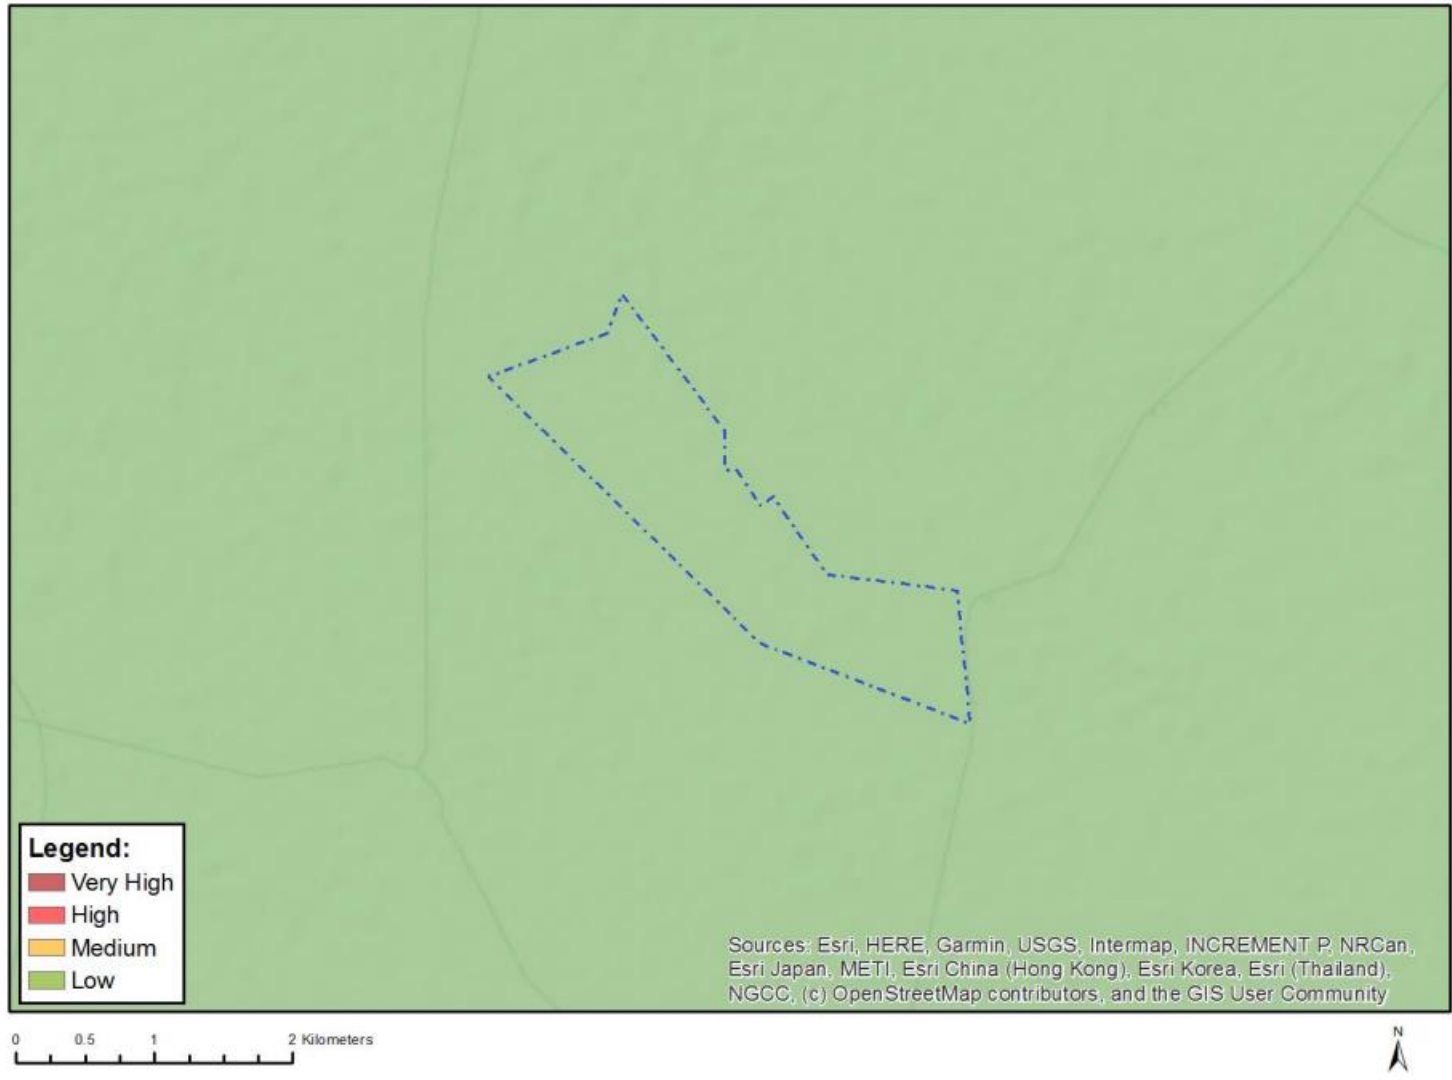 Legend:
Very High
High
Medium
Low
Sources: Esri, HERE, Garmin, USGS, Intermap, INCREMENT P, NRCan,
Esri Japan, METI, Esri China (Hong Kong), Esri Korea, Esri (Thailand),
NGCC, (c) OpenStreetMap contributors, and the GIS User Community
0 0.5 1 2 Kilometers
N